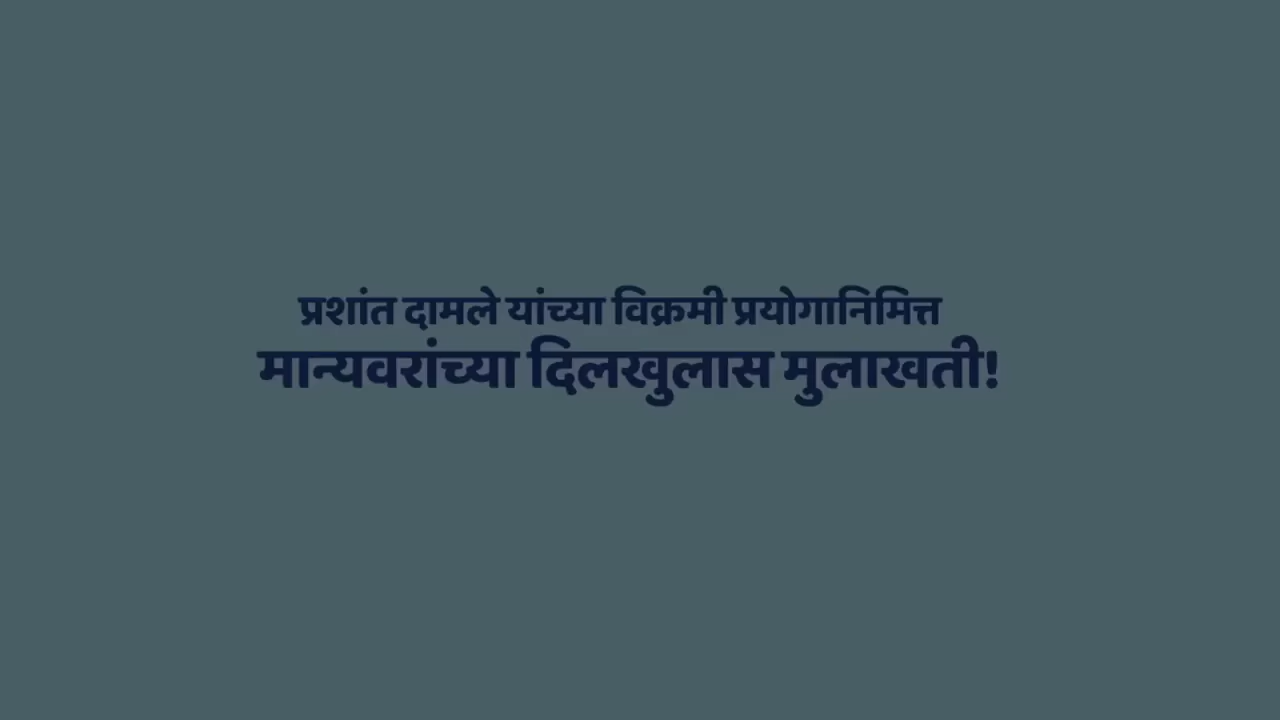 प्रशांत दामले यांच्या विक्रमी प्रयोगानिमित्त
मान्यवरांच्या दिलखुलास मुलाखती!